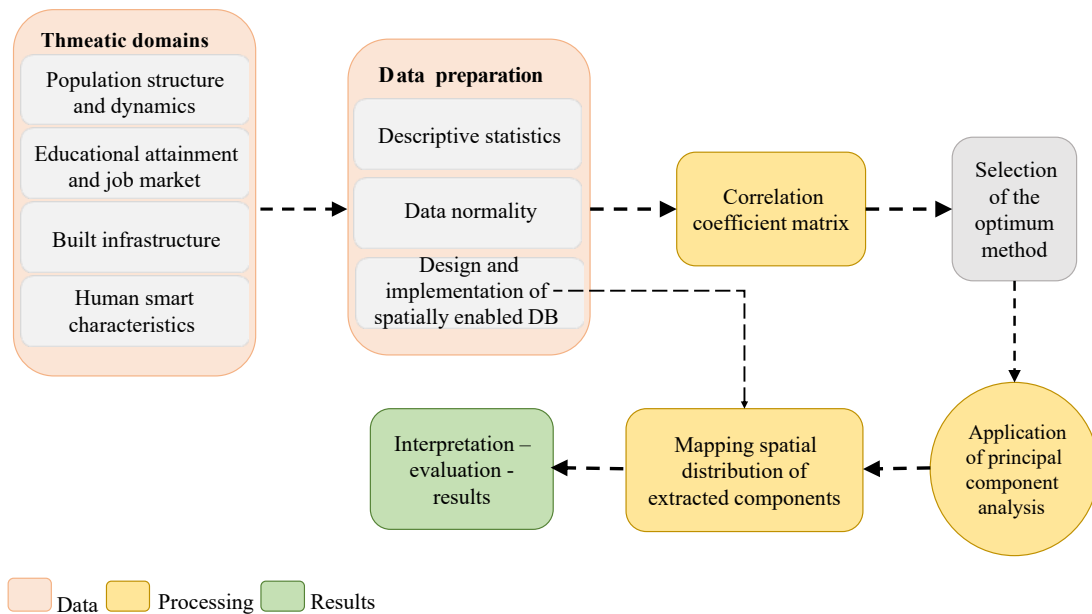 Thmeatic domains
Population structure
and dynamics
Educational attainment
and job market
Built infrastructure
Human smart
characteristics
Data preparation
Descriptive statistics
Data normality
Design and
implementation of
spatially enabled DB
Correlation
coefficient matrix
Selection
of the
optimum
method
Application
of principal
component
analysis
Mapping spatial
distribution of
extracted components
Interpretation –
evaluation -
results
Data
Processing
Results